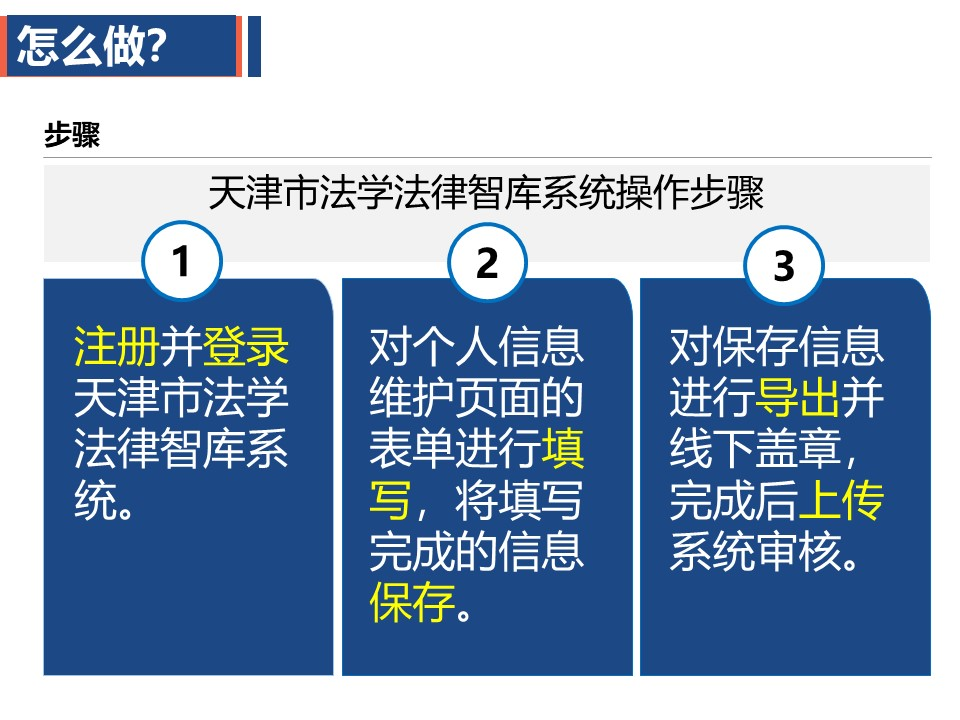 怎么做?
步骤
天津市法学法律智库系统操作步骤
1
注册并登录
天津市法学
法律智库系
统。
2
对个人信息
维护页面的
表单进行填
写，将填写
完成的信息
保存。
3
对保存信息
进行导出并
线下盖章，
完成后上传
系统审核。